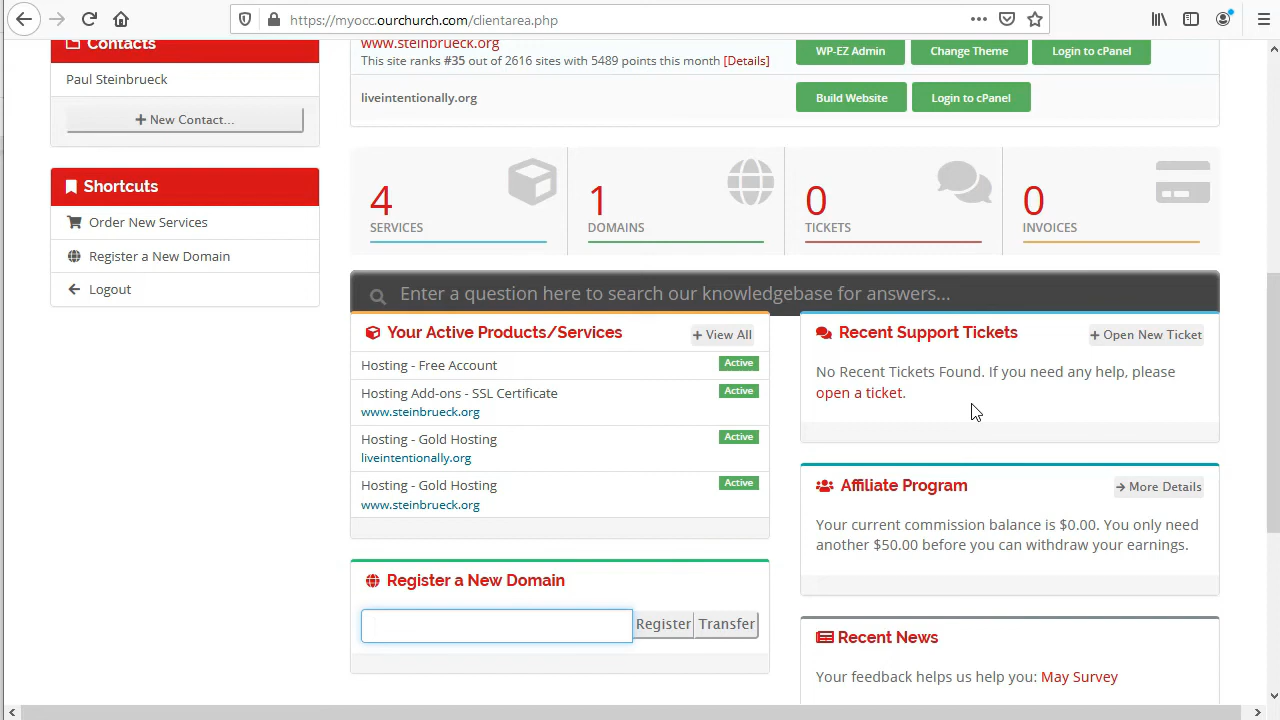 https://myocc.ourchurch.com/clientarea.php
Contacts
Paul Steinbrueck
New Contact...
Shortcuts
Order New Services
Register a New Domain
Logout
www.steinbrueck.org
This site ranks #35 out of 2616 sites with 5489 points this month [Details]
WP-EZ Admin
Change Theme
Login to cPanel
liveintentionally.org
Build Website
Login to cPanel
4
SERVICES
1
DOMAINS
0
TICKETS
0
INVOICES
Enter a question here to search our knowledgebase for answers...
Your Active Products/Services
+ View All
Hosting - Free Account
Active
Hosting Add-ons - SSL Certificate
Active
www.steinbrueck.org
Hosting - Gold Hosting
Active
liveintentionally.org
Hosting - Gold Hosting
Active
www.steinbrueck.org
Register a New Domain
Register
Transfer
Recent Support Tickets
+ Open New Ticket
No Recent Tickets Found. If you need any help, please
open a ticket.
Affiliate Program
More Details
Your current commission balance is $0.00. You only need
another $50.00 before you can withdraw your earnings.
Recent News
Your feedback helps us help you: May Survey